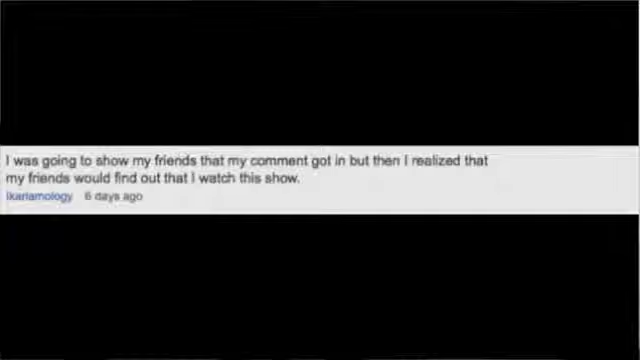 I was going to show my friends that my comment got in but then I realized that
my friends would find out that I watch this show.
ikariamology 6 days ago